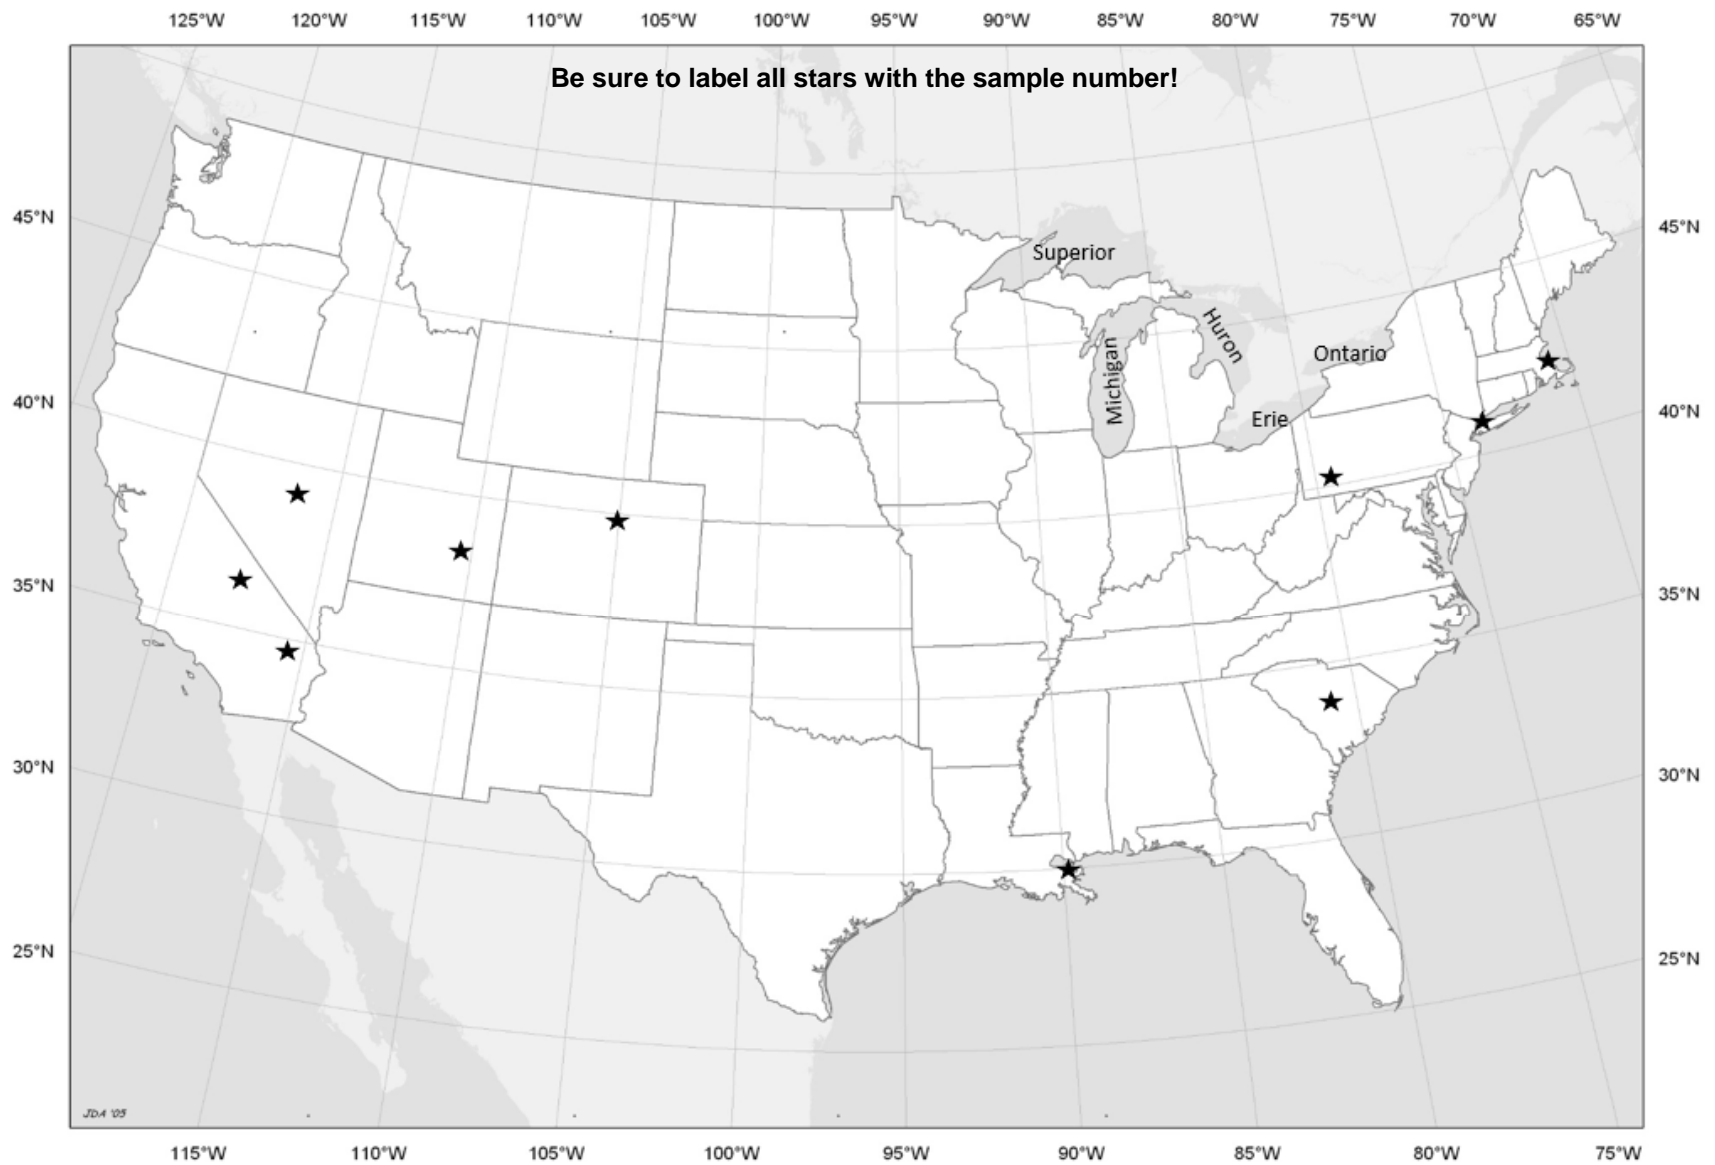 125°W 120°W 115°W 110°W 105°W 100°W 95°W 90°W 85°W 80°W 75°W 70°W 65°W
Be sure to label all stars with the sample number!
45°N
45°N
Superior
Huron
Ontario
Michigan
40°N
Erie
40°N
35°N
35°N
30°N
30°N
25°N
25°N
JDA '05
115°W 110°W 105°W 100°W 95°W 90°W 85°W 80°W 75°W